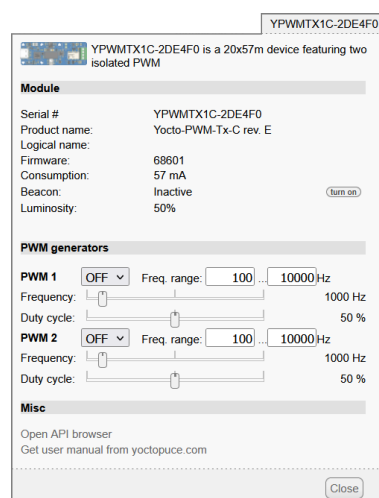 YPWMTX1C-2DE4F0
YPWMTX1C-2DE4F0 is a 20x57m device featuring two
isolated PWM
Module
Serial # YPWMTX1C-2DE4F0
Product name: Yocto-PWM-Tx-C rev. E
Logical name:
Firmware: 68601
Consumption: 57 mA
Beacon: Inactive turn on
Luminosity: 50%
PWM generators
PWM 1 OFF Freq. range: 100 ... 10000 Hz
Frequency: 1000 Hz
Duty cycle: 50 %
PWM 2 OFF Freq. range: 100 ... 10000 Hz
Frequency: 1000 Hz
Duty cycle: 50 %
Misc
Open API browser
Get user manual from yoctopuce.com
Close